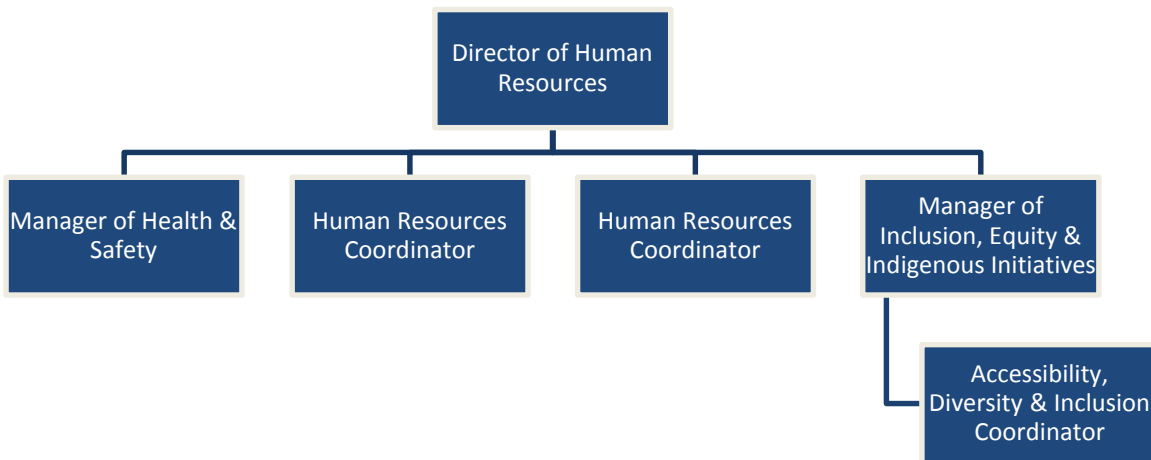 Director of Human
Resources
Manager of Health &
Safety
Human Resources
Coordinator
Human Resources
Coordinator
Manager of
Inclusion, Equity &
Indigenous Initiatives
Accessibility,
Diversity & Inclusion
Coordinator